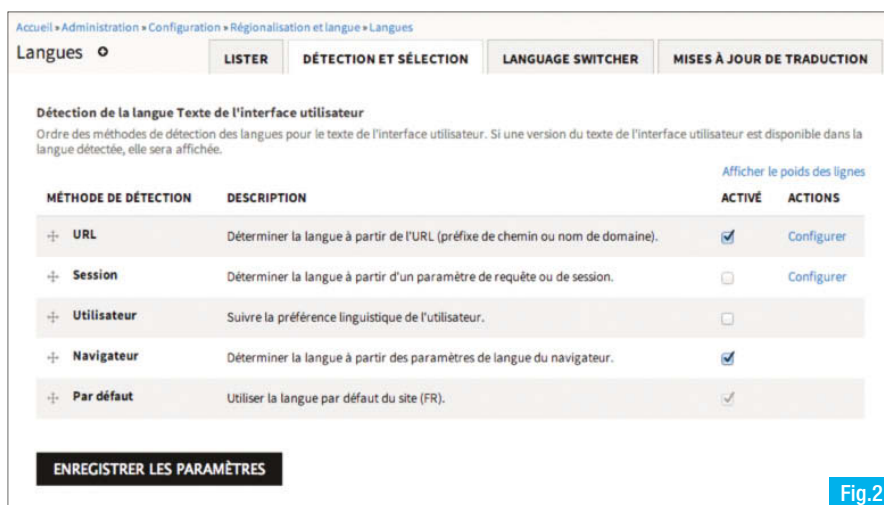 Accueil » Administration » Configuration » Régionalisation et langue » Langues
Langues
LISTER DÉTECTION ET SÉLECTION LANGUAGE SWITCHER MISES À JOUR DE TRADUCTION
Détection de la langue Texte de l'interface utilisateur
Ordre des méthodes de détection des langues pour le texte de l'interface utilisateur. Si une version du texte de l'interface utilisateur est disponible dans la
langue détectée, elle sera affichée.
Afficher le poids des lignes
MÉTHODE DE DÉTECTION DESCRIPTION ACTIVÉ ACTIONS
URL Déterminer la langue à partir de l'URL (préfixe de chemin ou nom de domaine). Configurer
Session Déterminer la langue à partir d'un paramètre de requête ou de session. Configurer
Utilisateur Suivre la préférence linguistique de l'utilisateur.
Navigateur Déterminer la langue à partir des paramètres de langue du navigateur.
Par défaut Utiliser la langue par défaut du site (FR).
ENREGISTRER LES PARAMÈTRES
Fig.2